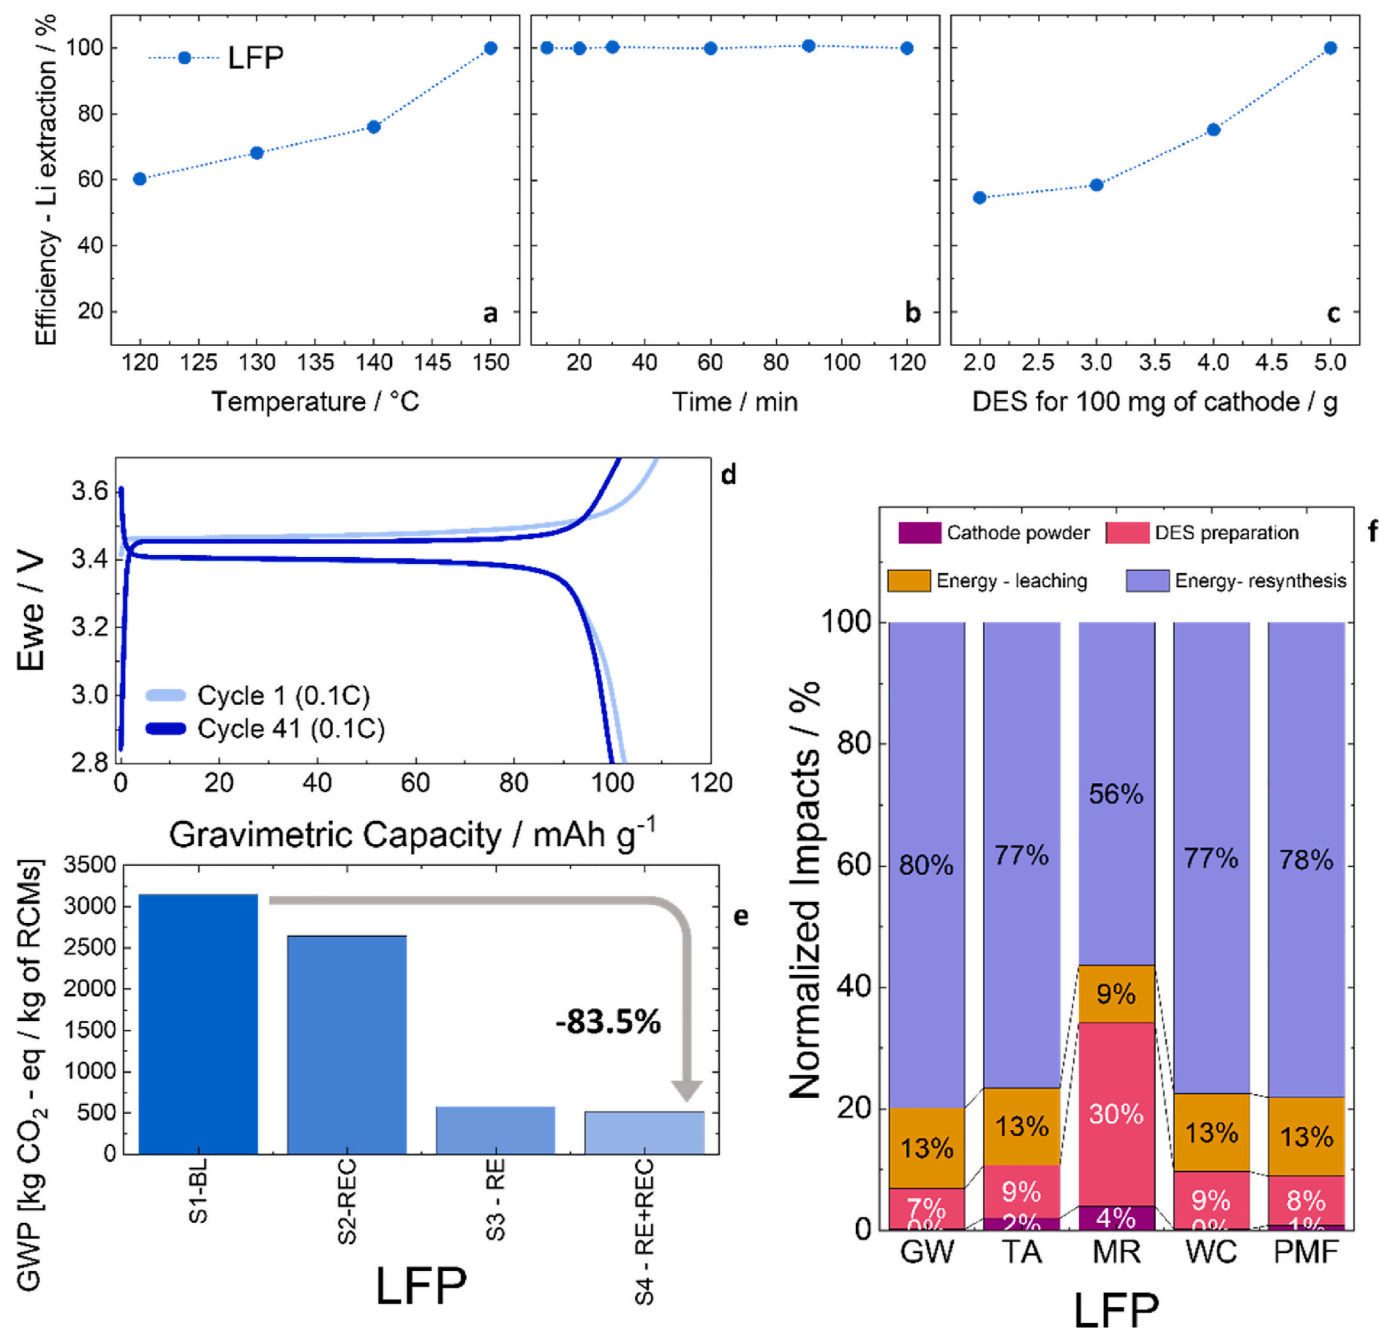 Efficiency - Li extraction / %
100
80
60
40
20
LFP
a
120 125 130 135 140 145 150
Temperature / °C
b
20 40 60 80 100 120
Time / min
c
2.0 2.5 3.0 3.5 4.0 4.5 5.0
DES for 100 mg of cathode / g
d
Ewe / V
3.6
3.4
3.2
3.0
2.8
Cycle 1 (0.1C)
Cycle 41 (0.1C)
0 20 40 60 80 100 120
Gravimetric Capacity / mAh g⁻¹
GWP [kg CO₂ - eq / kg of RCMs]
3500
3000
2500
2000
1500
1000
500
0
e
-83.5%
S1-BL
S2-REC
S3 - RE
S4 - RE+REC
LFP
f
Cathode powder
DES preparation
Energy - leaching
Energy- resynthesis
Normalized Impacts / %
100
80
60
40
20
0
80% 77% 56% 77% 78%
13% 13% 9% 13% 13%
7% 9% 30% 9% 8%
0% 2% 4% 0% 1%
GW TA MR WC PMF
LFP